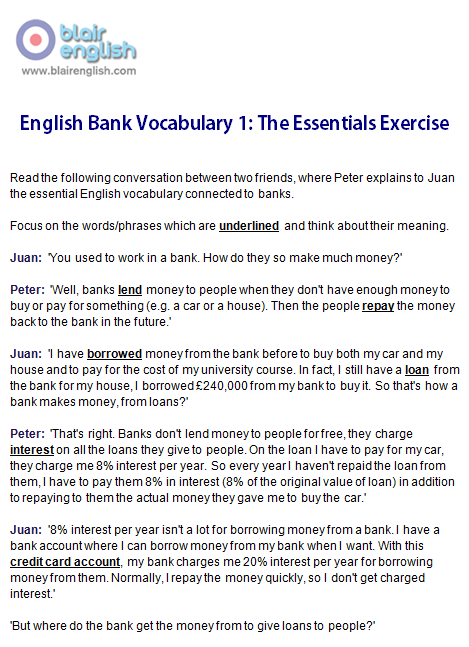 blair
english
www.blairenglish.com
English Bank Vocabulary 1: The Essentials Exercise
Read the following conversation between two friends, where Peter explains to Juan
the essential English vocabulary connected to banks.
Focus on the words/phrases which are underlined and think about their meaning.
Juan: 'You used to work in a bank. How do they so make much money?'
Peter: 'Well, banks lend money to people when they don't have enough money to
buy or pay for something (e.g. a car or a house). Then the people repay the money
back to the bank in the future.'
Juan: 'I have borrowed money from the bank before to buy both my car and my
house and to pay for the cost of my university course. In fact, I still have a loan from
the bank for my house, I borrowed £240,000 from my bank to buy it. So that's how a
bank makes money, from loans?'
Peter: 'That's right. Banks don't lend money to people for free, they charge
interest on all the loans they give to people. On the loan I have to pay for my car,
they charge me 8% interest per year. So every year I haven't repaid the loan from
them, I have to pay them 8% in interest (8% of the original value of loan) in addition
to repaying to them the actual money they gave me to buy the car.'
Juan: '8% interest per year isn't a lot for borrowing money from a bank. I have a
bank account where I can borrow money from my bank when I want. With this
credit card account, my bank charges me 20% interest per year for borrowing
money from them. Normally, I repay the money quickly, so I don't get charged
interest.'
'But where do the bank get the money from to give loans to people?'